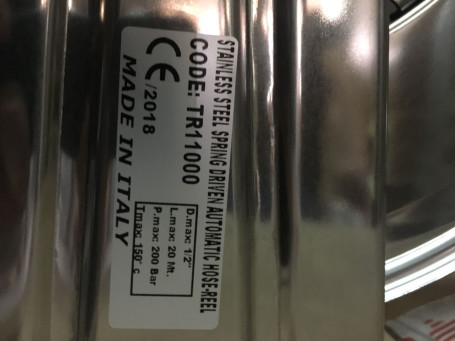 STAINLESS STEEL SPRING DRIVEN AUTOMATIC HOSE-REEL
CODE: TR11000
CE/2018
MADE IN ITALY
D.max: 1/2"
L.max: 20 Mt.
P.max: 200 Bar
T.max: 150° c